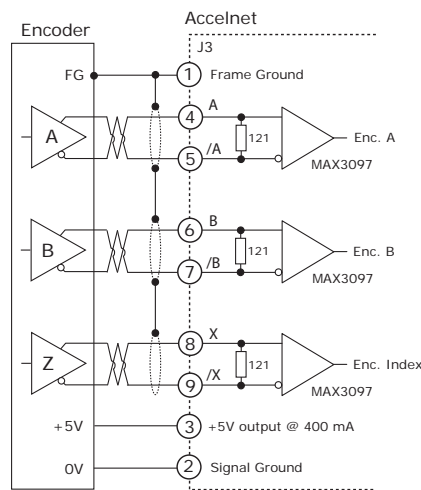 Accelnet
Encoder
J3
FG
1
Frame Ground
4
A
A
121
Enc. A
5
/A
MAX3097
6
B
B
121
Enc. B
7
/B
MAX3097
8
X
Z
121
Enc. Index
9
/X
MAX3097
+5V
3
+5V output @ 400 mA
0V
2
Signal Ground